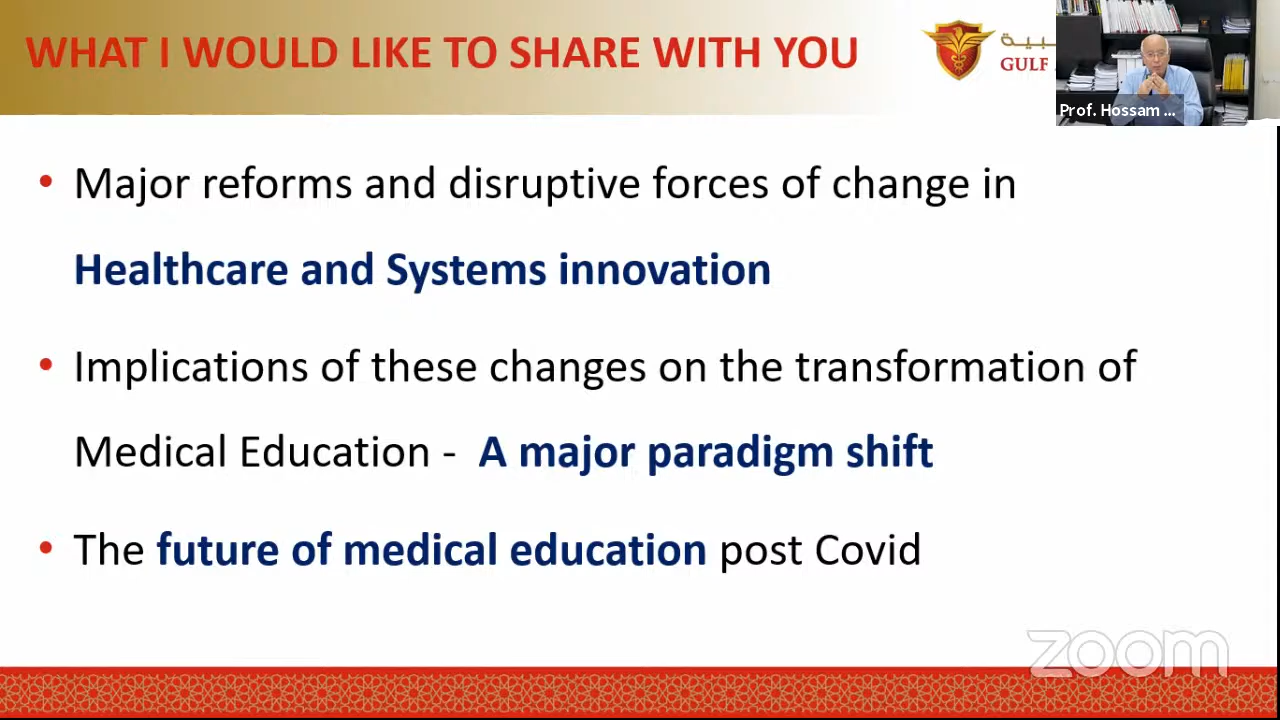 WHAT I WOULD LIKE TO SHARE WITH YOU
GULF
Prof. Hossam ...
• Major reforms and disruptive forces of change in
Healthcare and Systems innovation
• Implications of these changes on the transformation of
Medical Education - A major paradigm shift
• The future of medical education post Covid
zoom